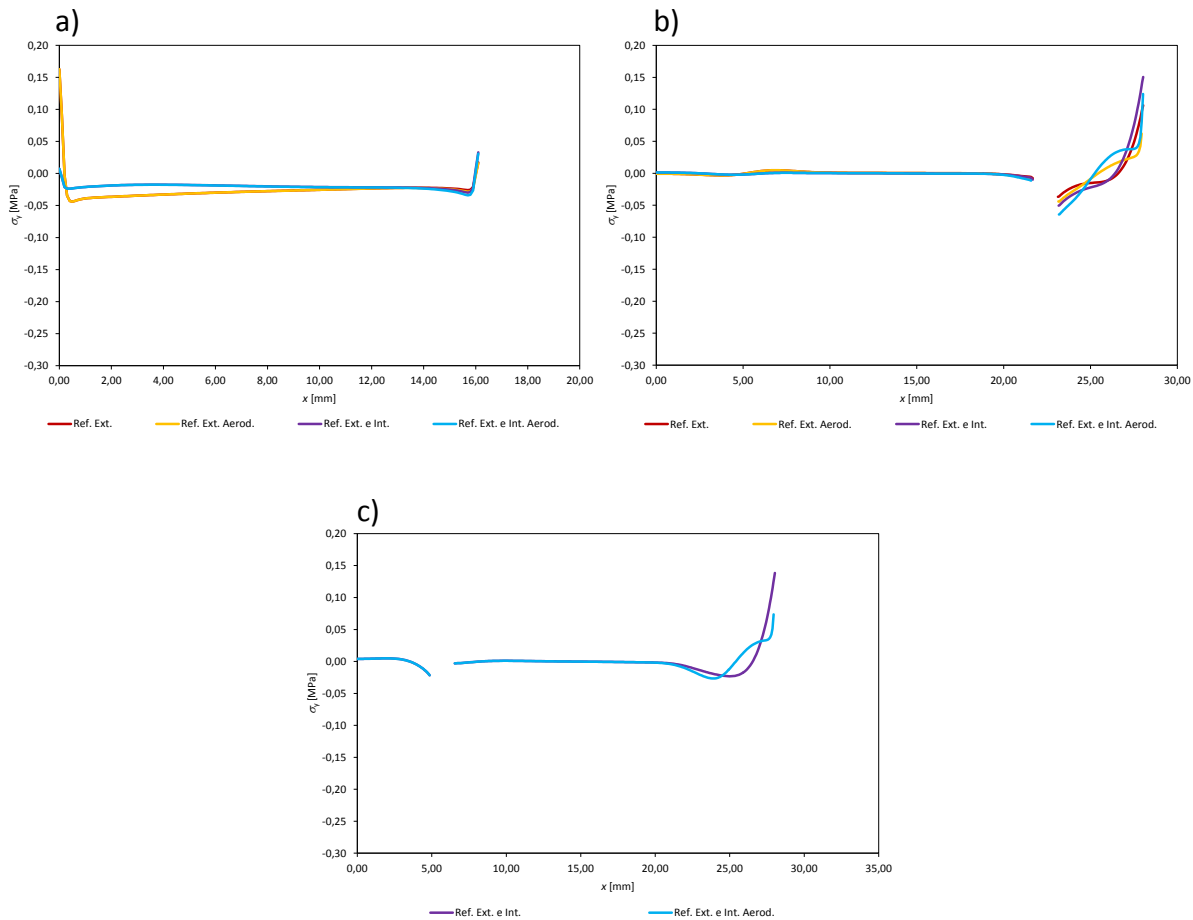 a)
0,20
0,15
0,10
0,05
0,00
-0,05
-0,10
-0,15
-0,20
-0,25
-0,30
σy [MPa]
0,00 2,00 4,00 6,00 8,00 10,00 12,00 14,00 16,00 18,00 20,00
x [mm]
Ref. Ext. Ref. Ext. Aerod. Ref. Ext. e Int. Ref. Ext. e Int. Aerod.
b)
0,20
0,15
0,10
0,05
0,00
-0,05
-0,10
-0,15
-0,20
-0,25
-0,30
σy [MPa]
0,00 5,00 10,00 15,00 20,00 25,00 30,00
x [mm]
Ref. Ext. Ref. Ext. Aerod. Ref. Ext. e Int. Ref. Ext. e Int. Aerod.
c)
0,20
0,15
0,10
0,05
0,00
-0,05
-0,10
-0,15
-0,20
-0,25
-0,30
σy [MPa]
0,00 5,00 10,00 15,00 20,00 25,00 30,00 35,00
x [mm]
Ref. Ext. e Int. Ref. Ext. e Int. Aerod.